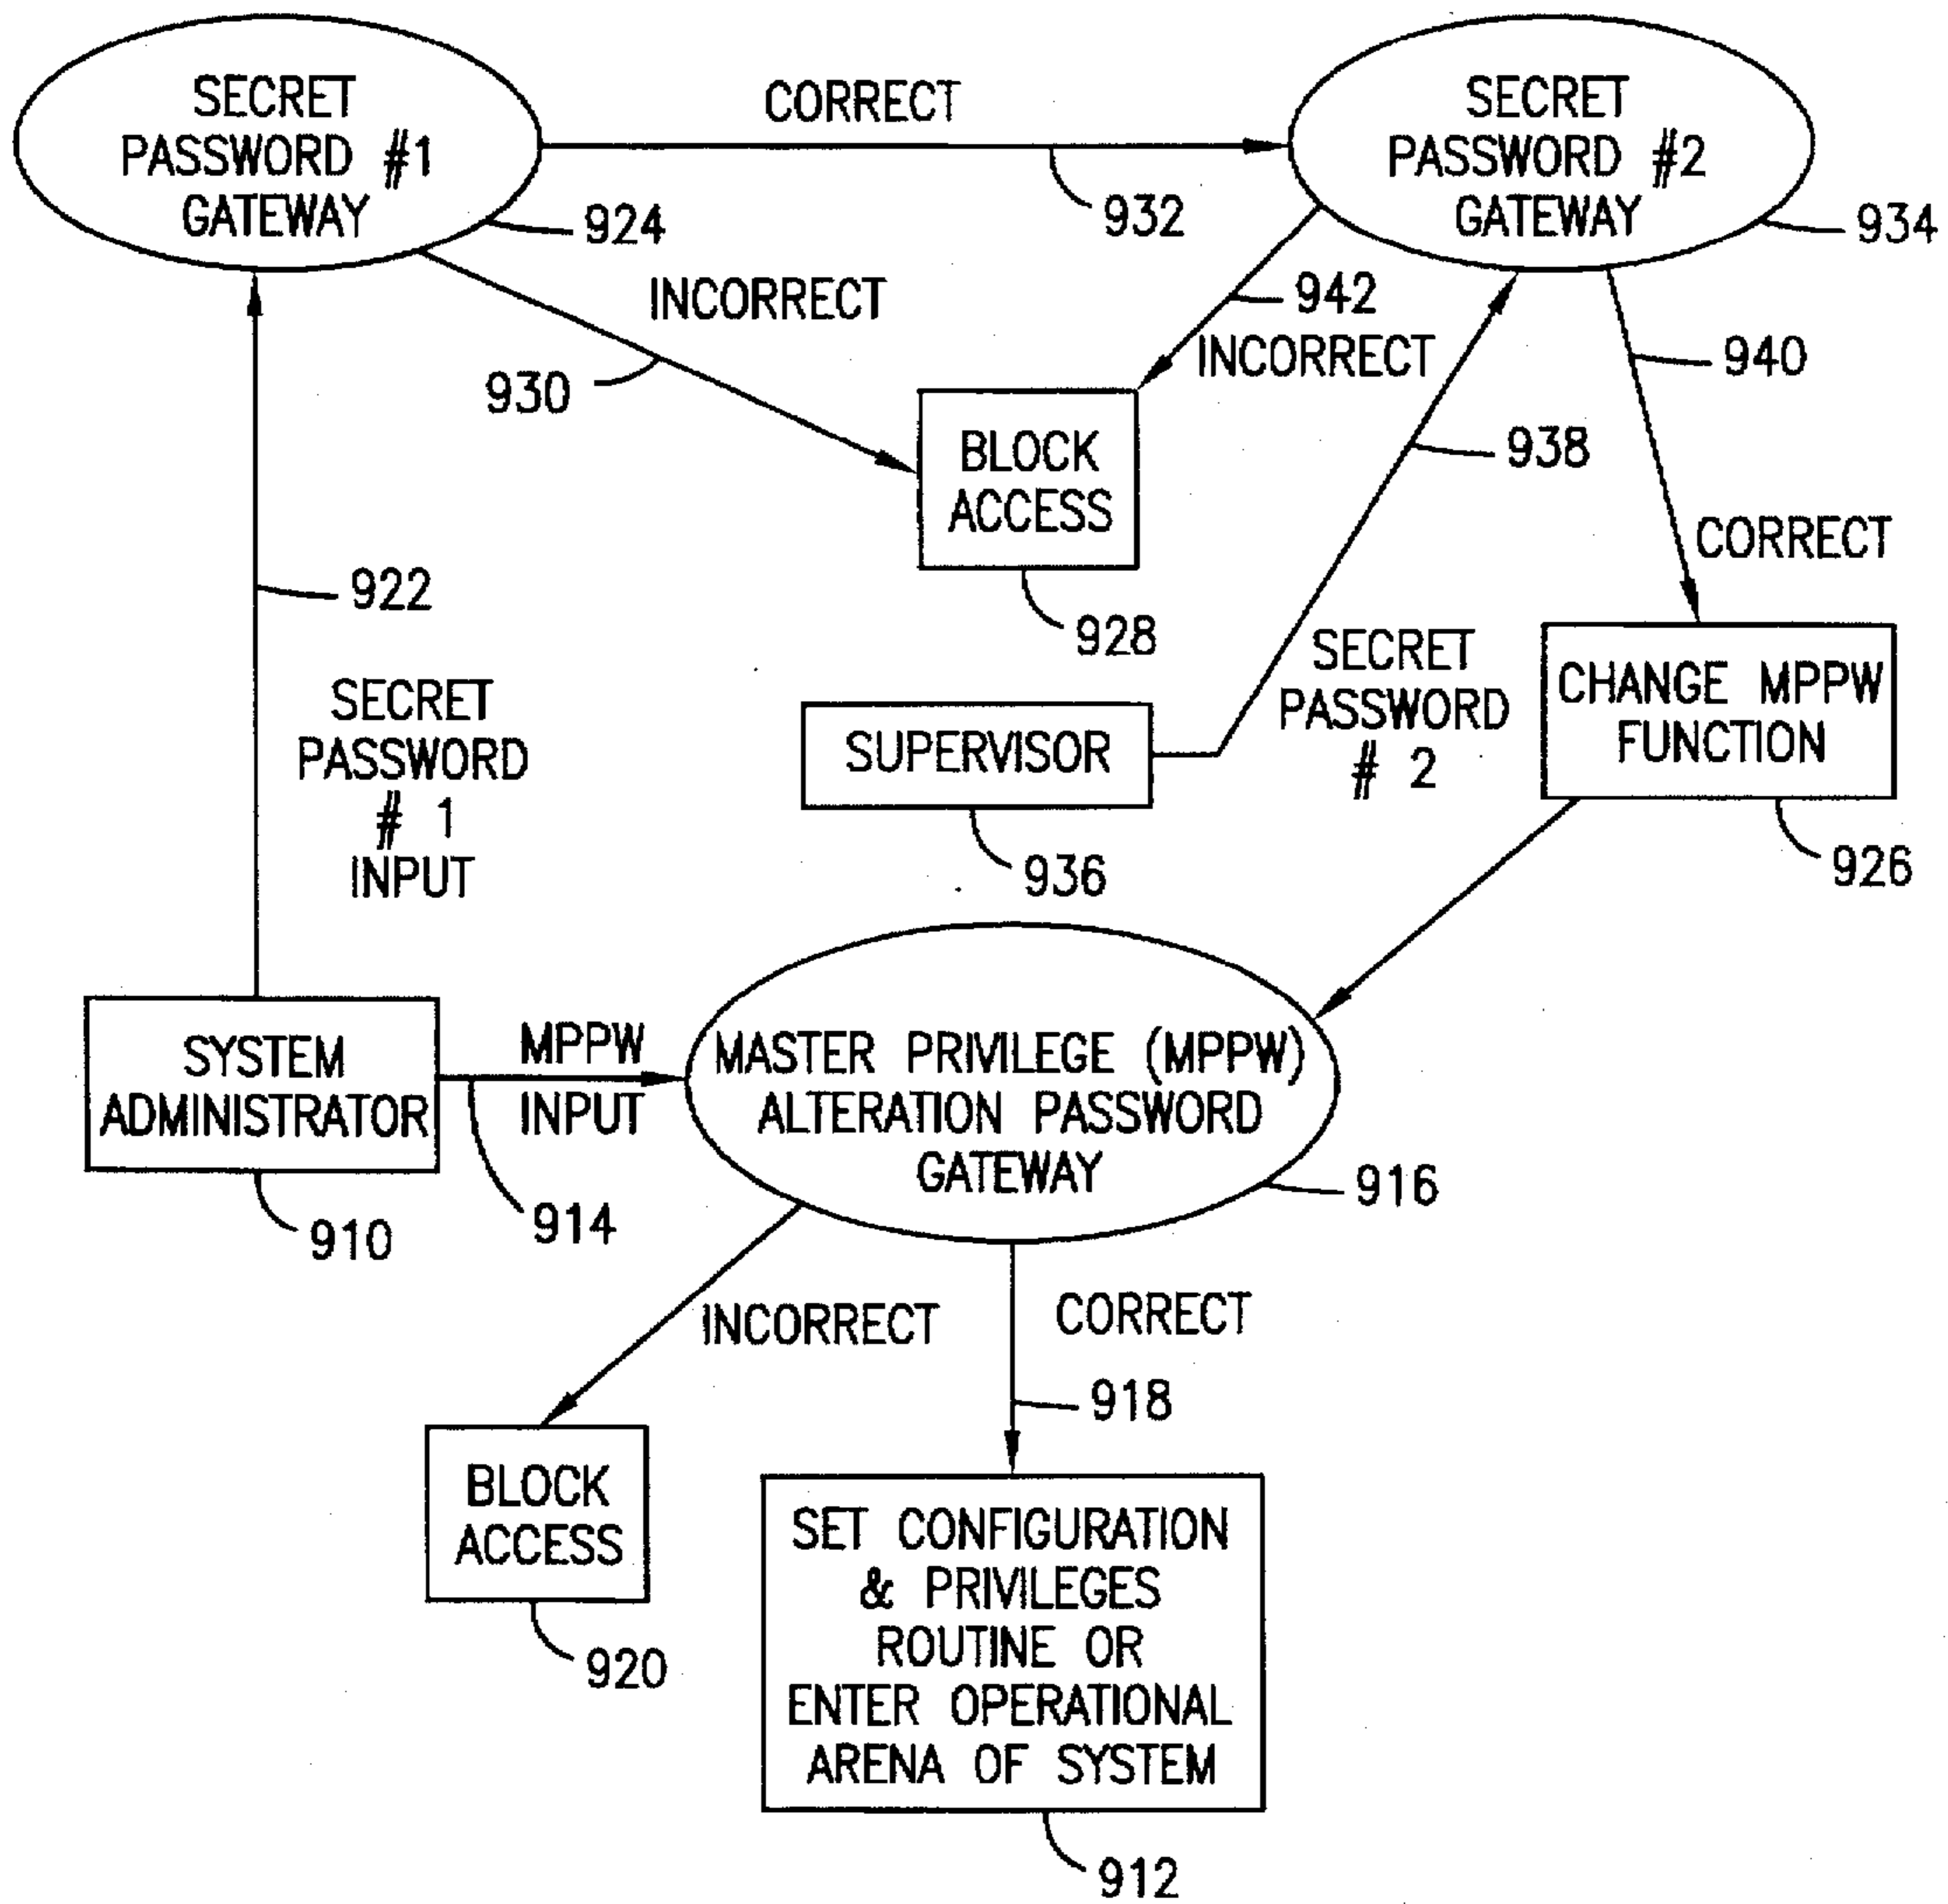 SECRET
PASSWORD #1
GATEWAY
924
CORRECT
932
SECRET
PASSWORD #2
GATEWAY
934
INCORRECT
930
942
INCORRECT
940
938
CORRECT
BLOCK
ACCESS
928
922
SECRET
PASSWORD
# 1
INPUT
SUPERVISOR
936
SECRET
PASSWORD
# 2
CHANGE MPPW
FUNCTION
926
SYSTEM
ADMINISTRATOR
910
MPPW
INPUT
914
MASTER PRIVILEGE (MPPW)
ALTERATION PASSWORD
GATEWAY
916
INCORRECT
CORRECT
918
BLOCK
ACCESS
920
SET CONFIGURATION
& PRIVILEGES
ROUTINE OR
ENTER OPERATIONAL
ARENA OF SYSTEM
912